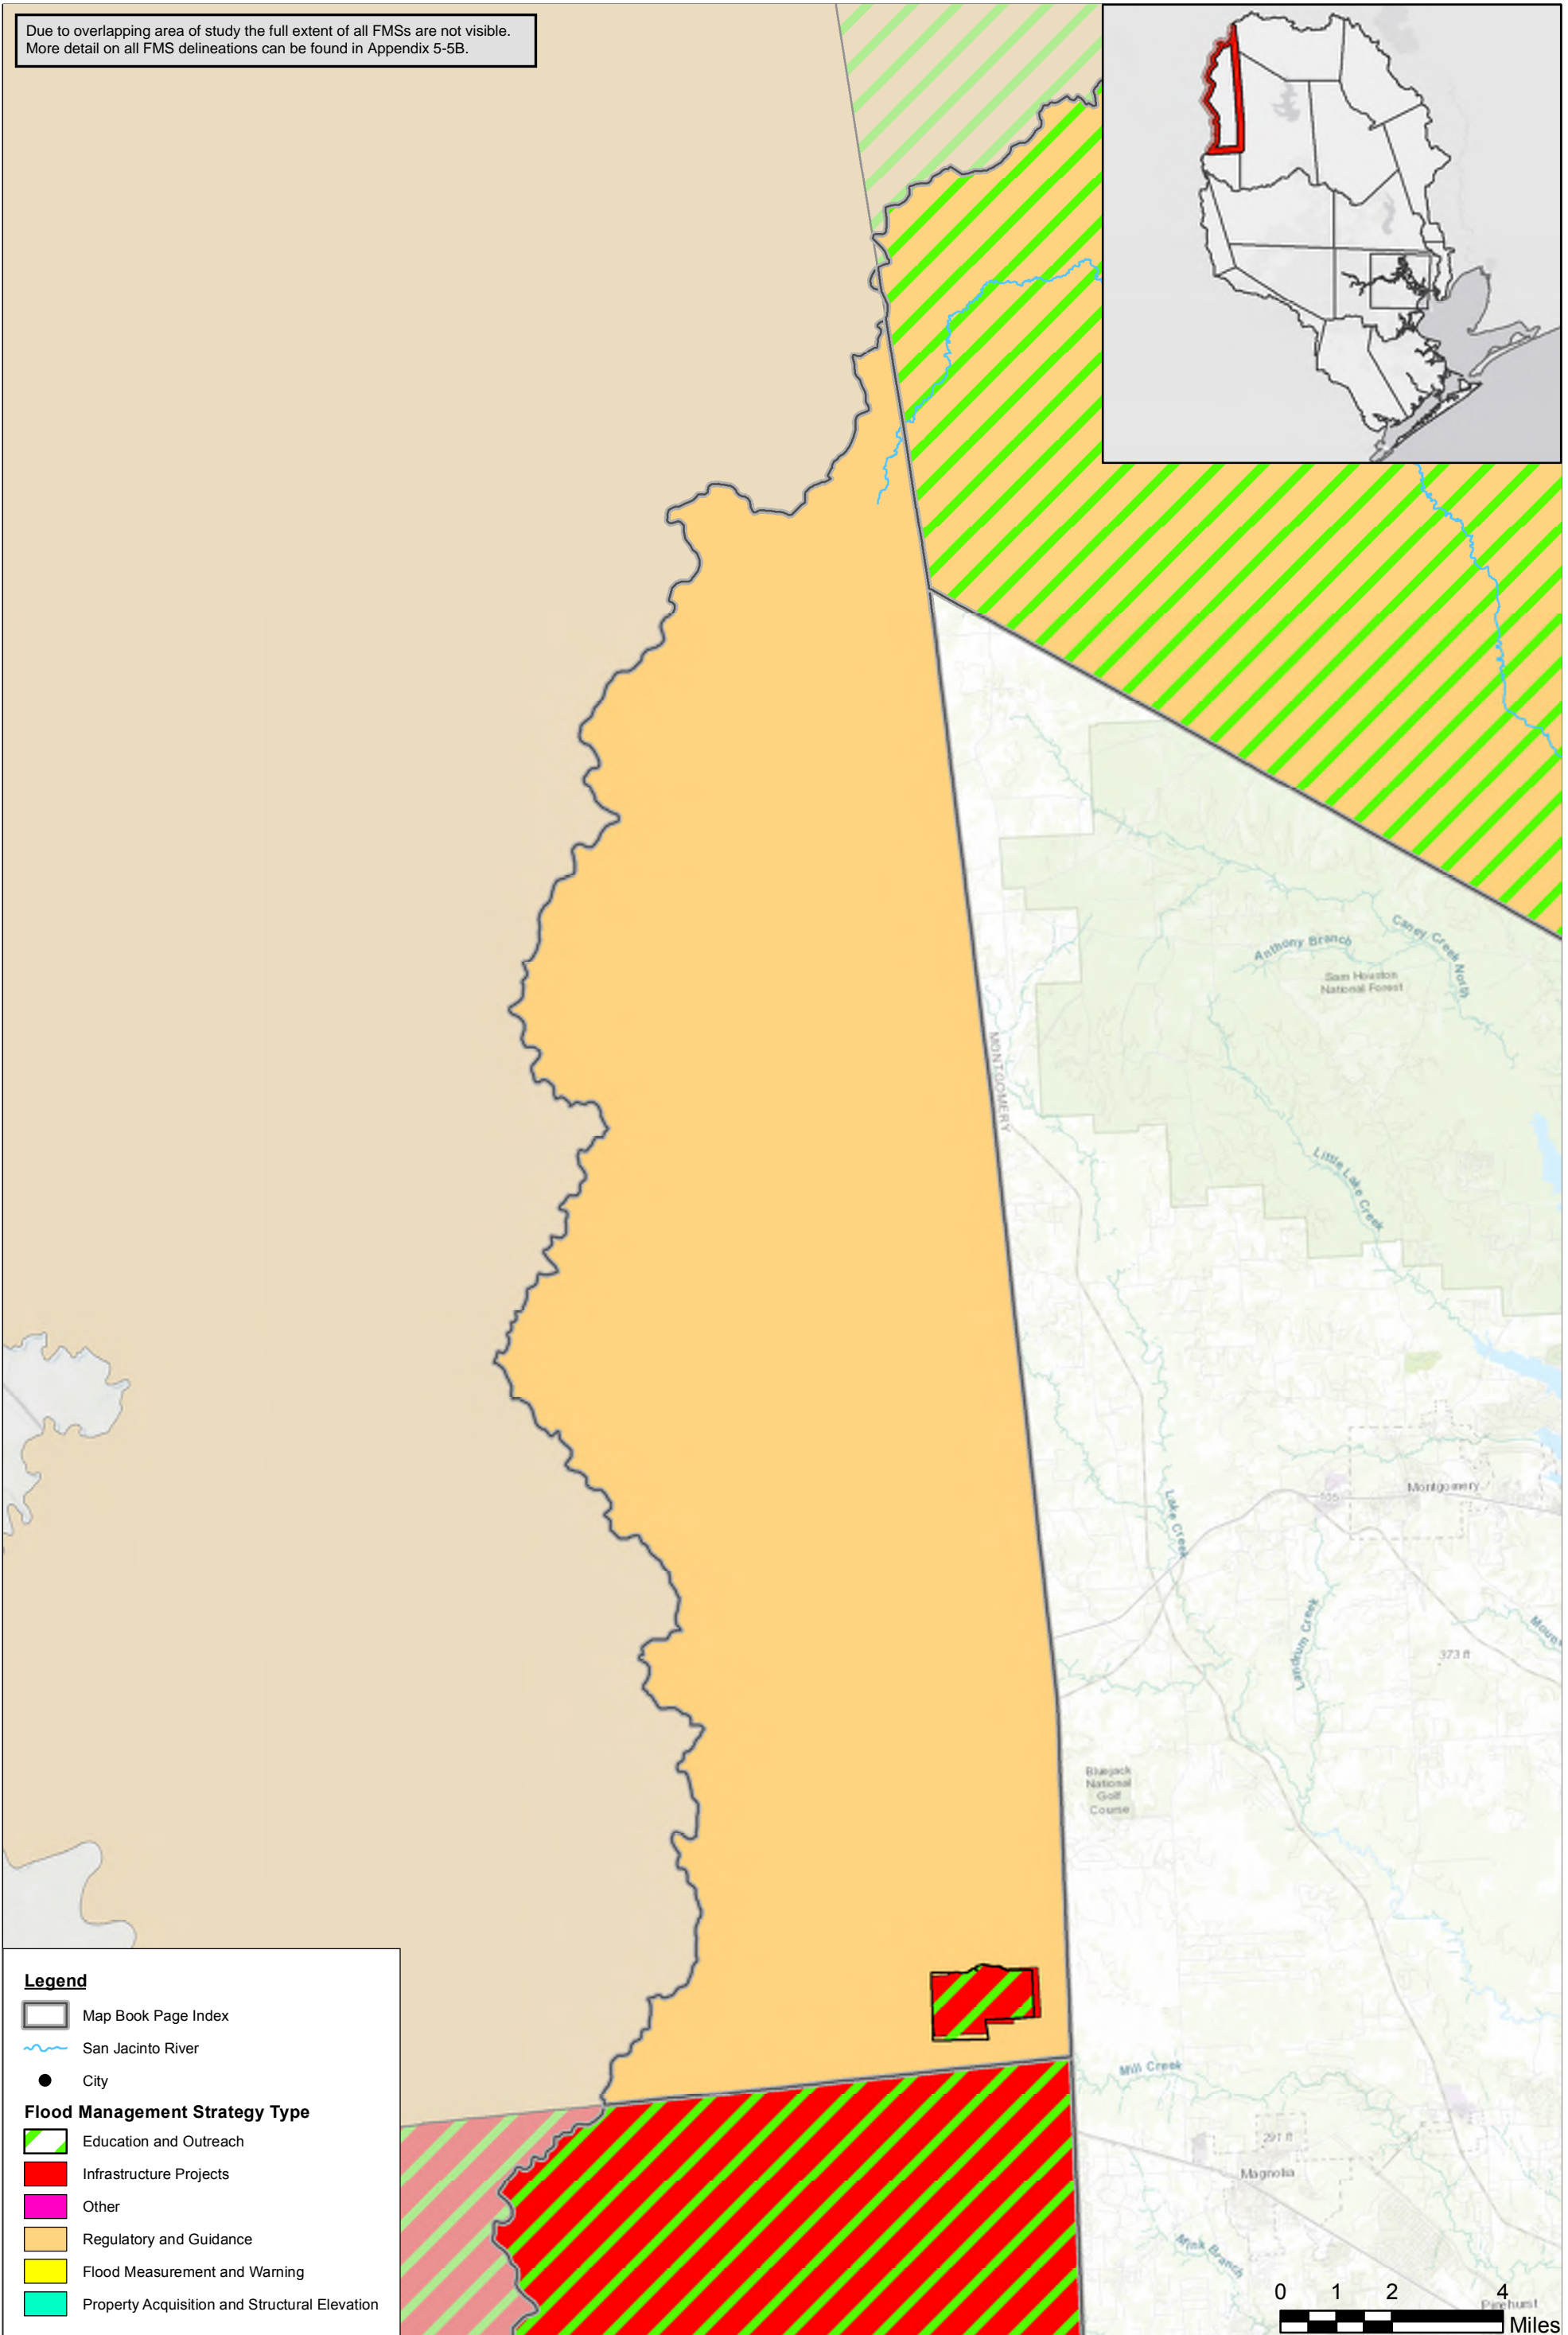 Due to overlapping area of study the full extent of all FMSs are not visible.
More detail on all FMS delineations can be found in Appendix 5-5B.
Anthony Branch
Caney Creek North
Sam Houston
National Forest
MONTGOMERY
Little Lake Creek
Montgomery
105
Lake Creek
Landrum Creek
Moun
373 ft
Bluejack
National
Golf
Course
Mill Creek
291 ft
Magnolia
Mink Branch
Pinehurst
Legend
Map Book Page Index
San Jacinto River
City
Flood Management Strategy Type
Education and Outreach
Infrastructure Projects
Other
Regulatory and Guidance
Flood Measurement and Warning
Property Acquisition and Structural Elevation
0 1 2 4
Miles